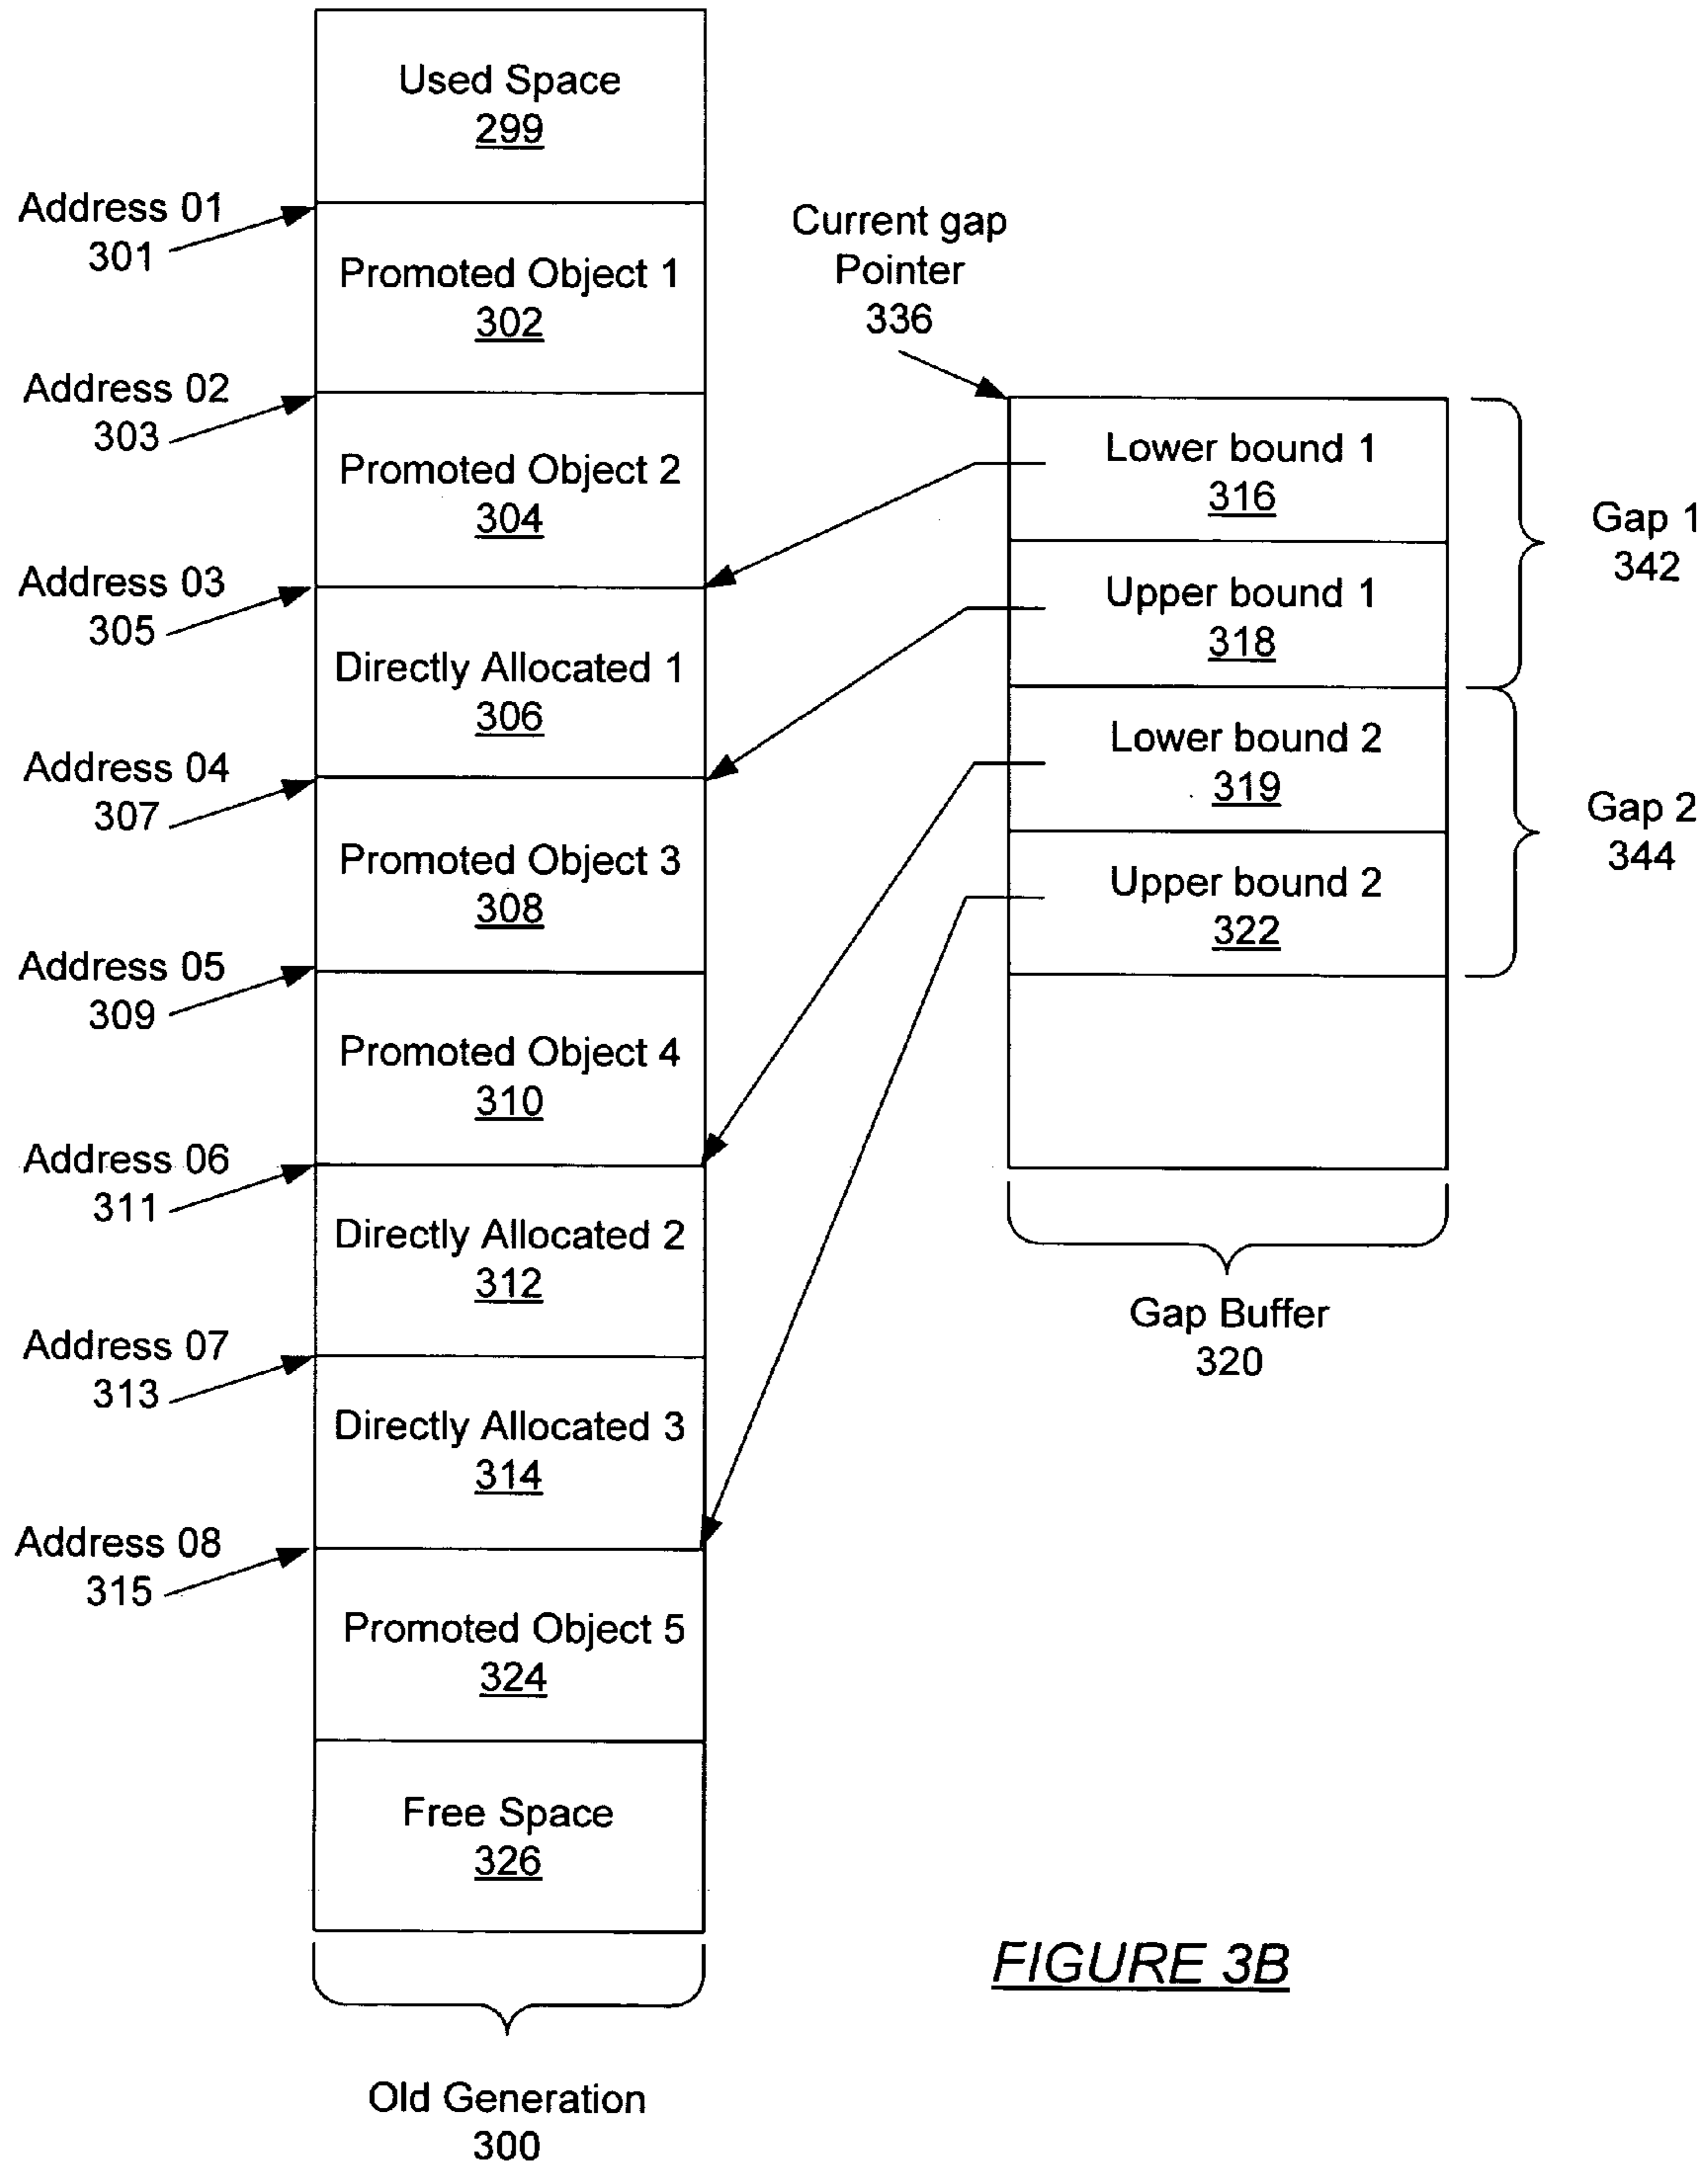 Used Space
299
Address 01
301
Promoted Object 1
302
Address 02
303
Promoted Object 2
304
Address 03
305
Directly Allocated 1
306
Address 04
307
Promoted Object 3
308
Address 05
309
Promoted Object 4
310
Address 06
311
Directly Allocated 2
312
Address 07
313
Directly Allocated 3
314
Address 08
315
Promoted Object 5
324
Free Space
326
Old Generation
300
Current gap
Pointer
336
Lower bound 1
316
Upper bound 1
318
Lower bound 2
319
Upper bound 2
322
Gap 1
342
Gap 2
344
Gap Buffer
320
FIGURE 3B